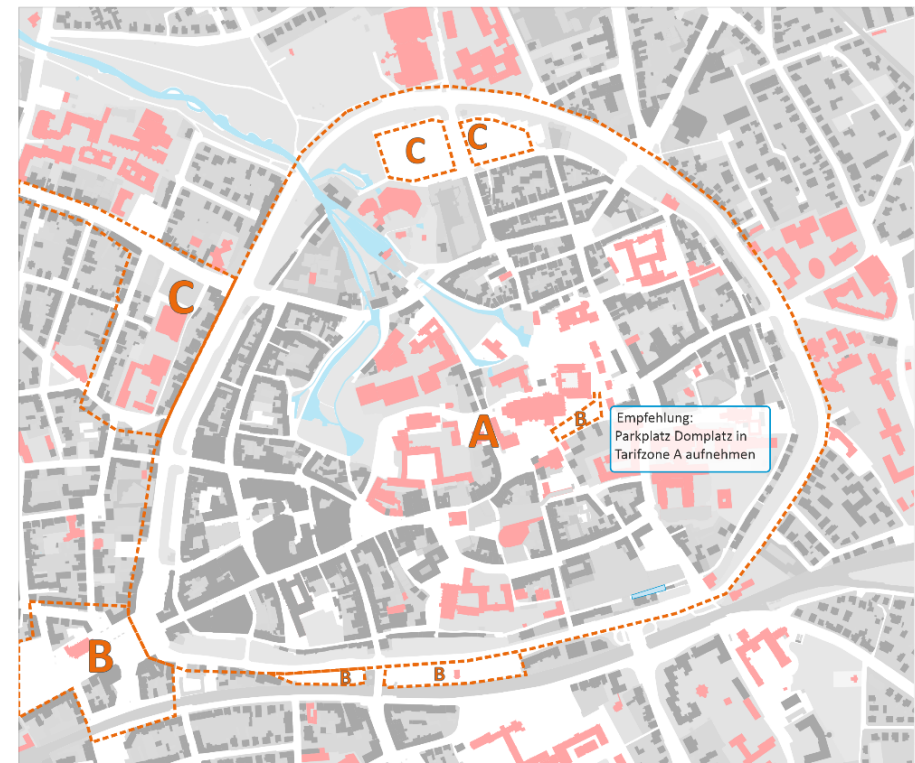 C
C
C
A
B
Empfehlung:
Parkplatz Domplatz in
Tarifzone A aufnehmen
B
B
B